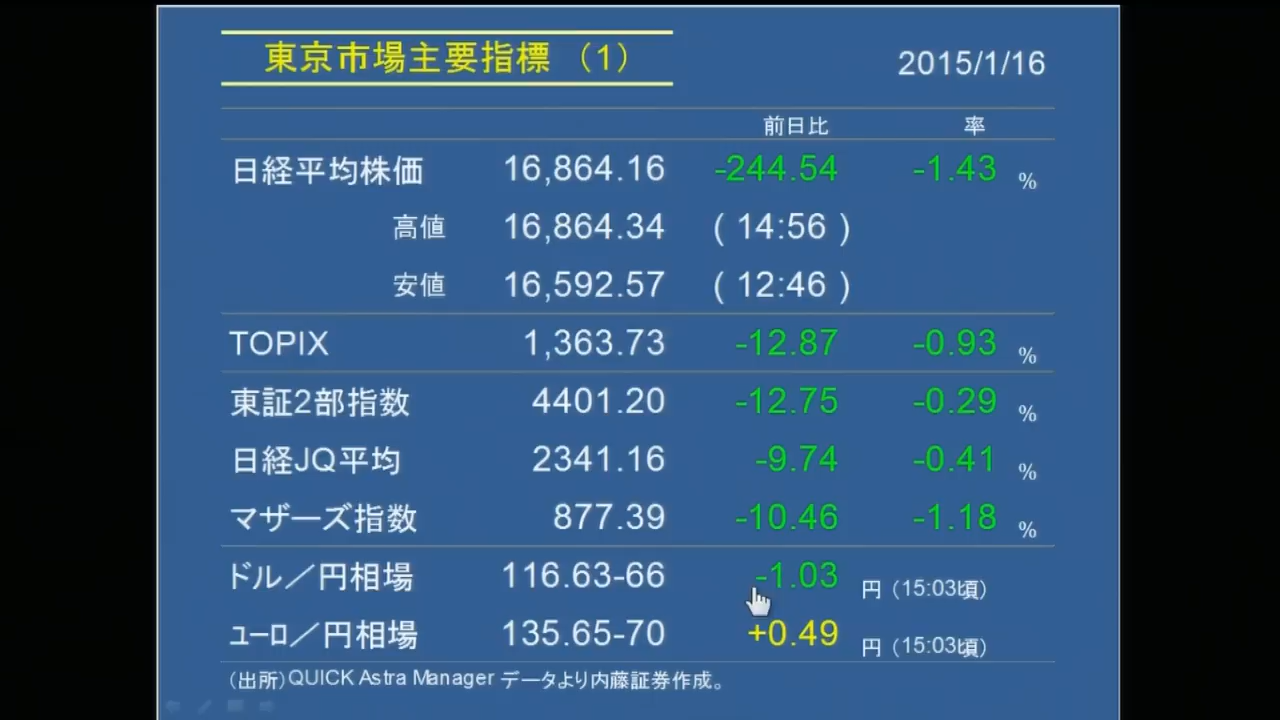 東京市場主要指標 （1）
2015/1/16
前日比 率
日経平均株価 16,864.16 -244.54 -1.43 %
高値 16,864.34 ( 14:56 )
安値 16,592.57 ( 12:46 )
TOPIX 1,363.73 -12.87 -0.93 %
東証2部指数 4401.20 -12.75 -0.29 %
日経JQ平均 2341.16 -9.74 -0.41 %
マザーズ指数 877.39 -10.46 -1.18 %
ドル／円相場 116.63-66 -1.03 円（15:03頃）
ﾕｰﾛ／円相場 135.65-70 +0.49 円（15:03頃）
（出所）QUICK Astra Manager データより内藤証券作成。